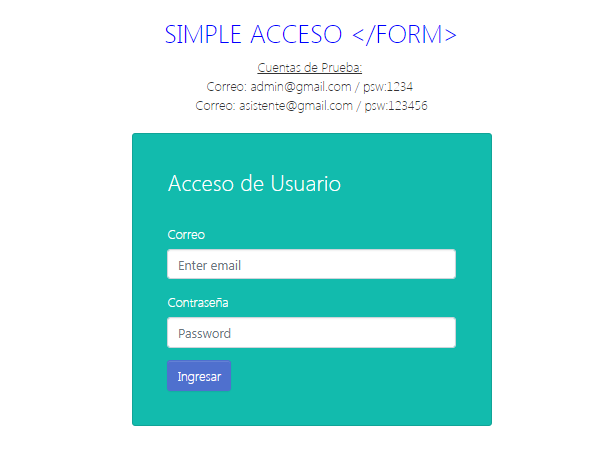 SIMPLE ACCESO </FORM>
Cuentas de Prueba:
Correo: admin@gmail.com / psw:1234
Correo: asistente@gmail.com / psw:123456
Acceso de Usuario
Correo
Enter email
Contraseña
Password
Ingresar